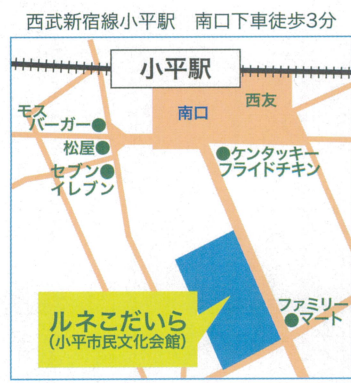 西武新宿線小平駅　南口下車徒歩3分
小平駅
南口
西友
モス
バーガー
松屋
セブン
イレブン
ケンタッキー
フライドチキン
ファミリー
マート
ルネこだいら
(小平市民文化会館)